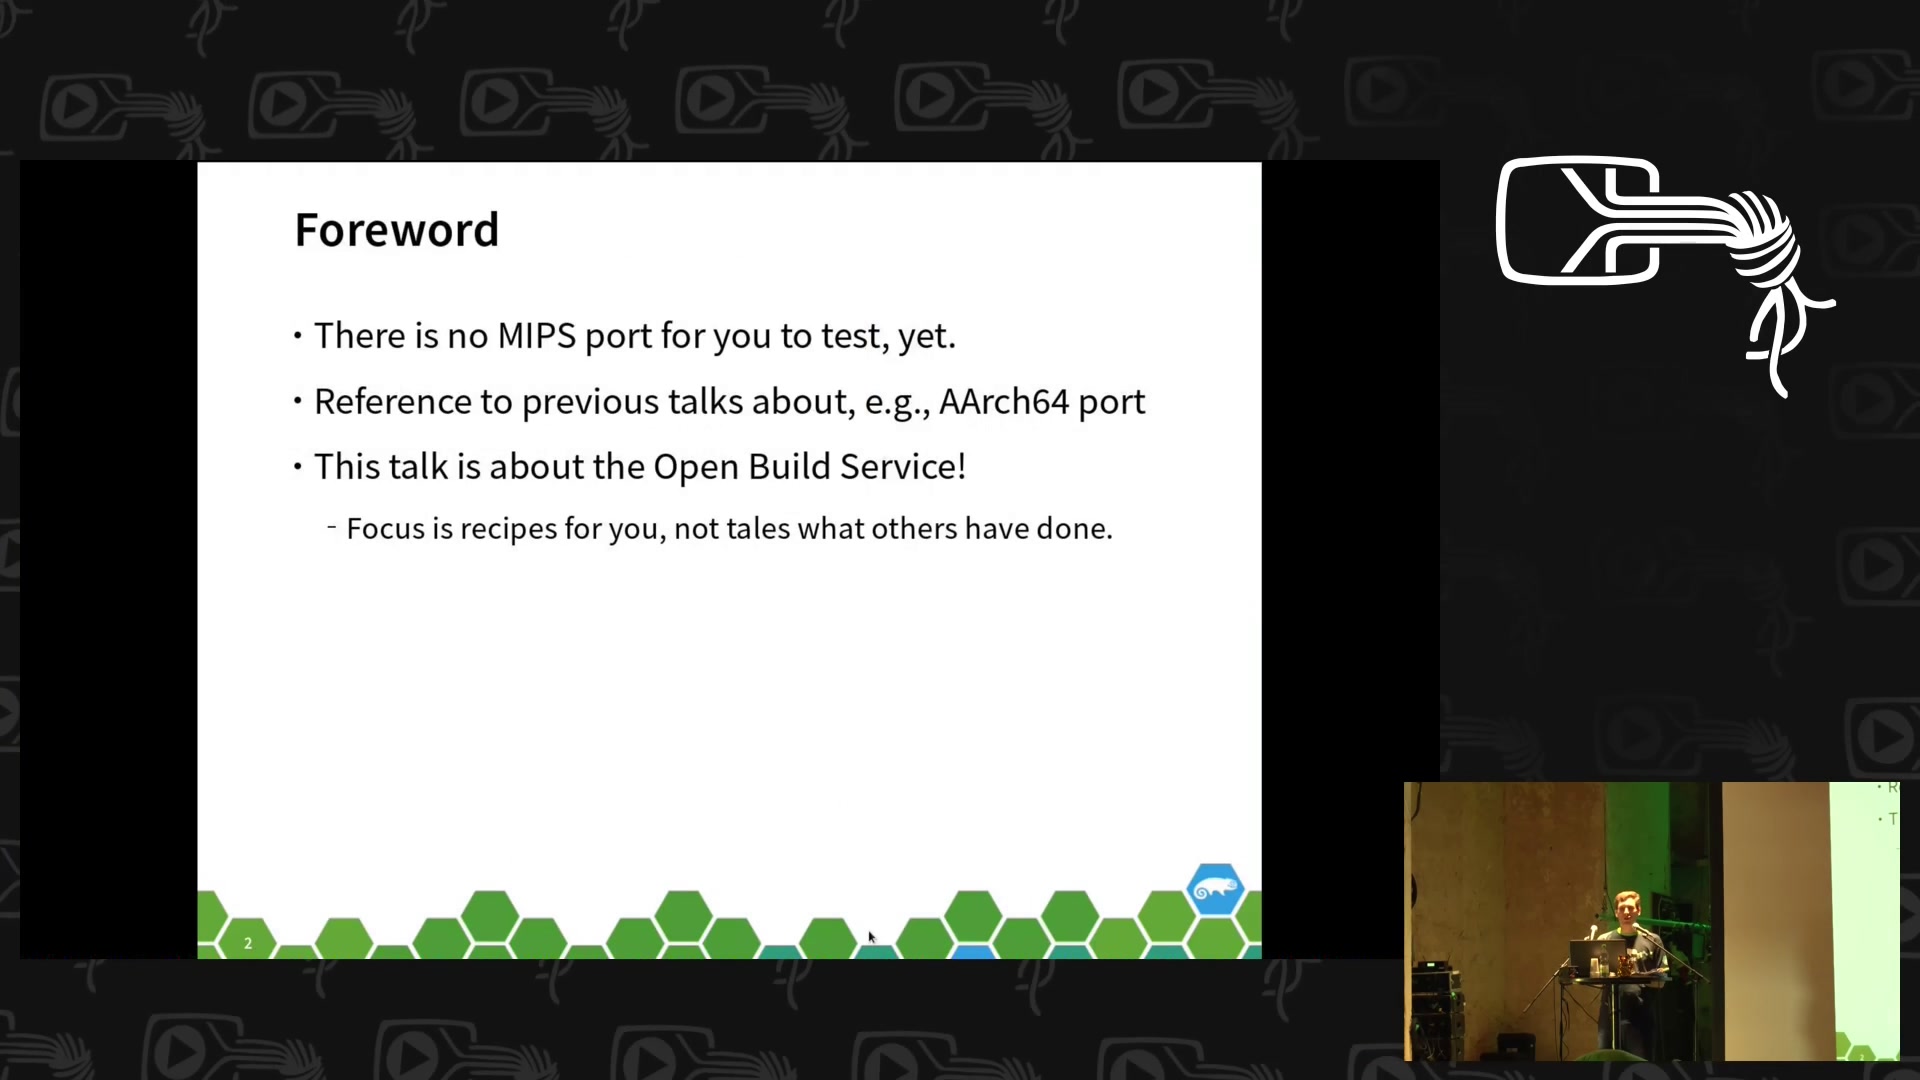 Foreword
• There is no MIPS port for you to test, yet.
• Reference to previous talks about, e.g., AArch64 port
• This talk is about the Open Build Service!
- Focus is recipes for you, not tales what others have done.
2
• T